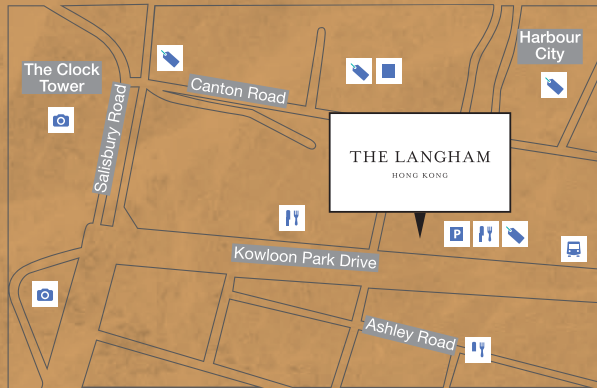 Harbour
City
The Clock
Tower
Canton Road
Salisbury Road
THE LANGHAM
HONG KONG
P
Kowloon Park Drive
Ashley Road